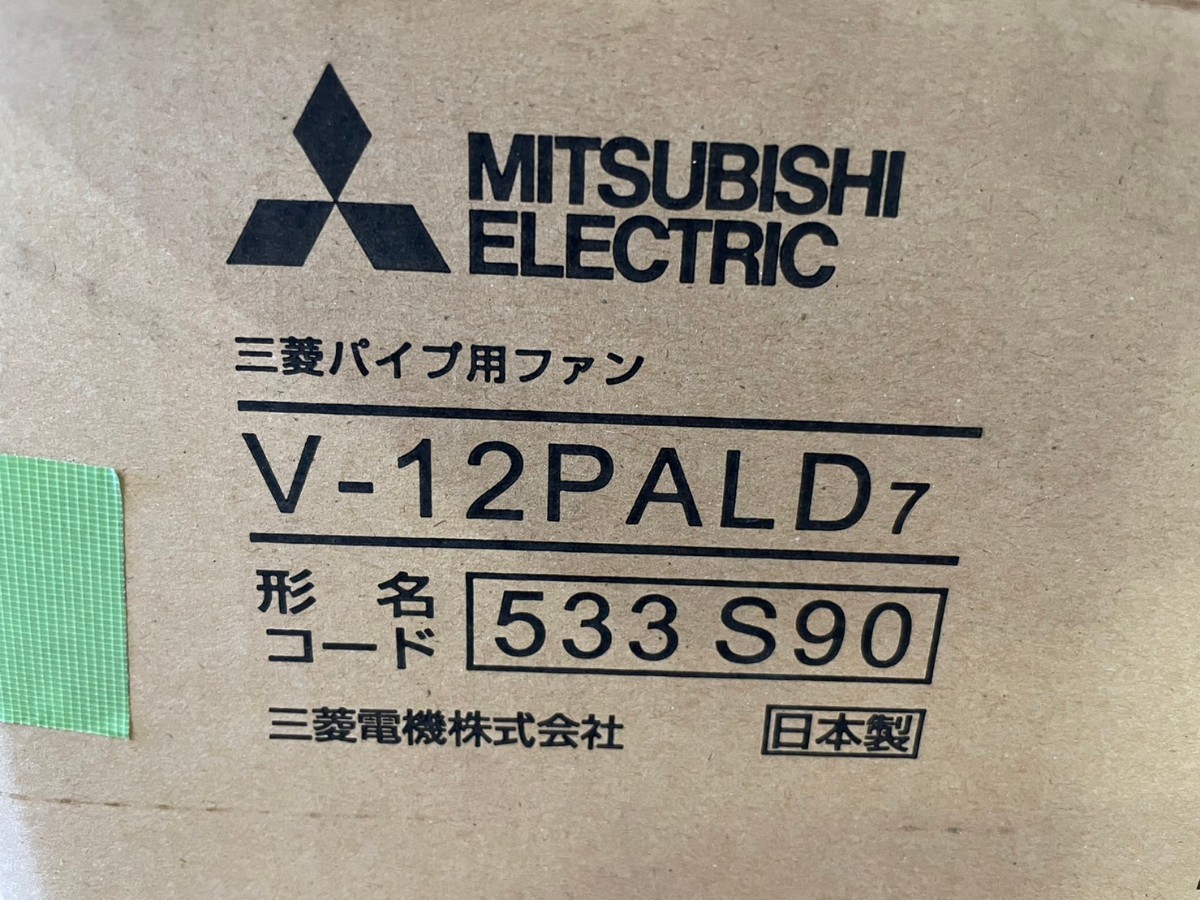 MITSUBISHI
ELECTRIC
三菱パイプ用ファン
V-12PALD7
形名
コード 533 S90
三菱電機株式会社 日本製